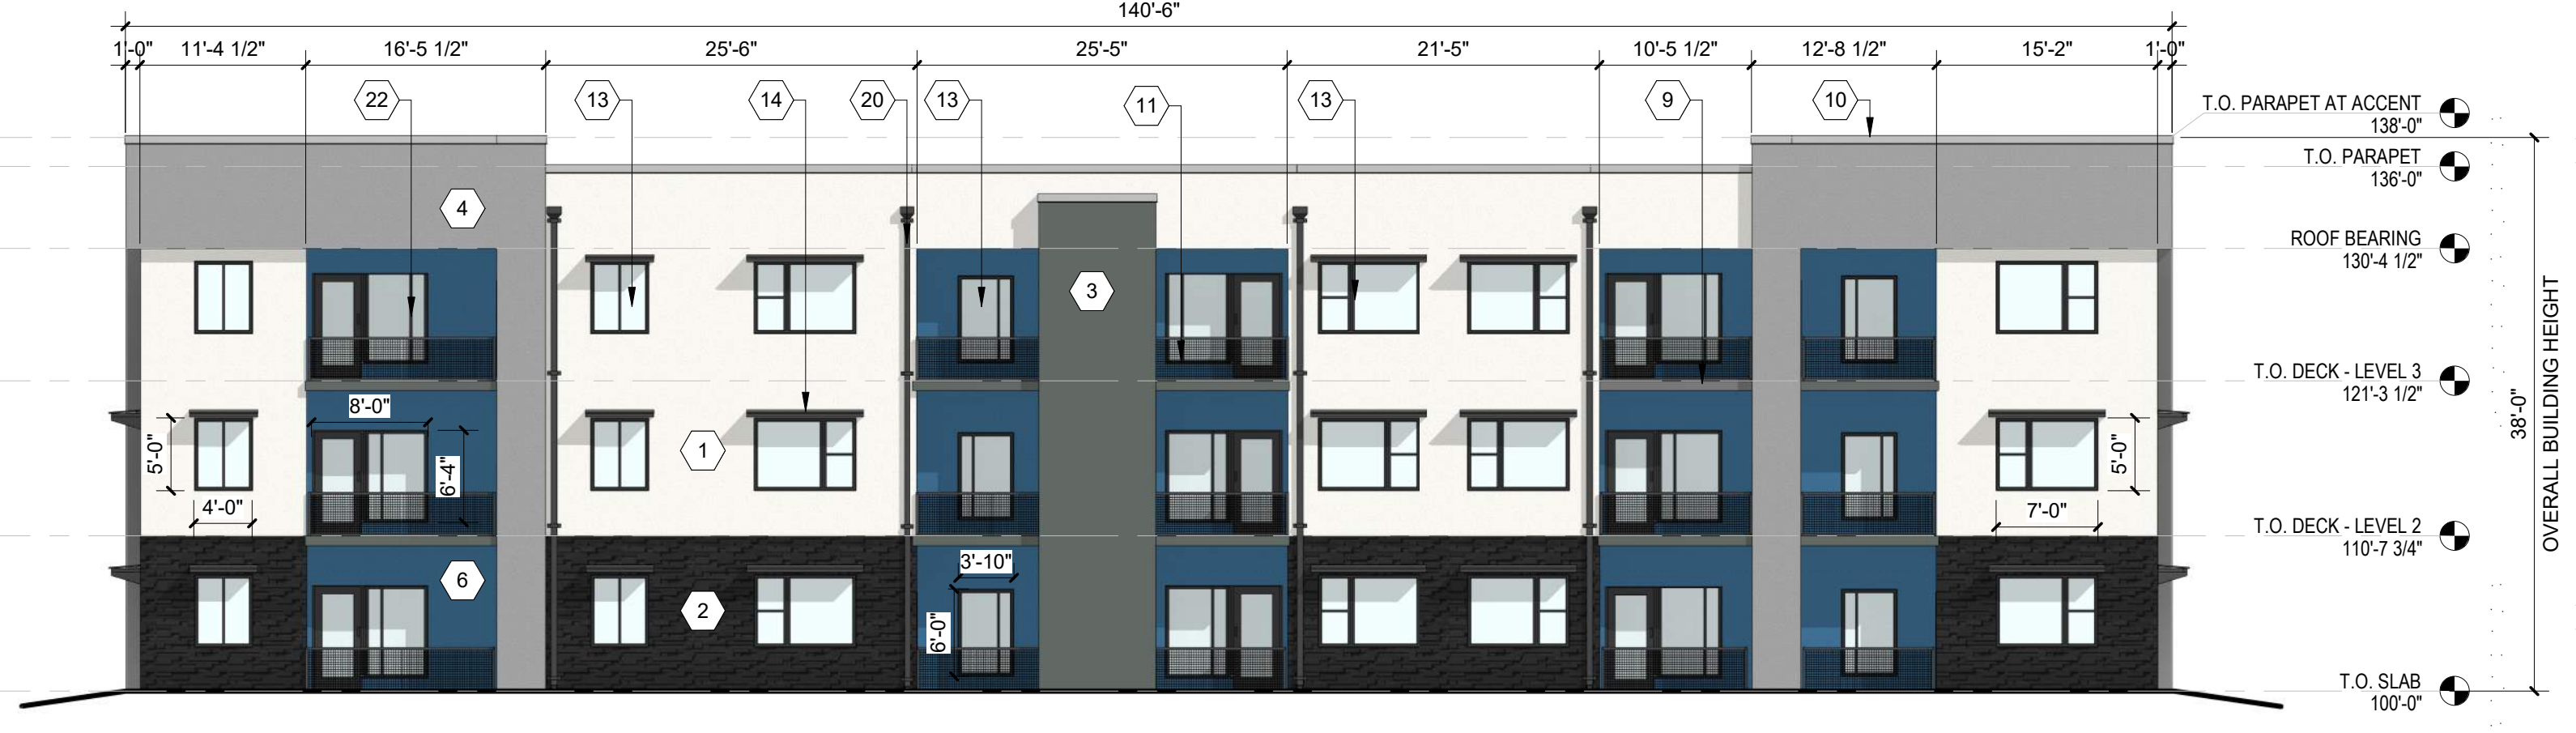 140'-6"
1'-0" 11'-4 1/2" 16'-5 1/2" 25'-6" 25'-5" 21'-5" 10'-5 1/2" 12'-8 1/2" 15'-2" 1'-0"
22 13 14 20 13 11 13 9 10
T.O. PARAPET AT ACCENT
138'-0"
T.O. PARAPET
136'-0"
4
ROOF BEARING
130'-4 1/2"
3
T.O. DECK - LEVEL 3
121'-3 1/2"
OVERALL BUILDING HEIGHT
38'-0"
8'-0"
5'-0"
6'-4"
1
5'-0"
4'-0"
7'-0"
T.O. DECK - LEVEL 2
110'-7 3/4"
3'-10"
6
2
6'-0"
T.O. SLAB
100'-0"